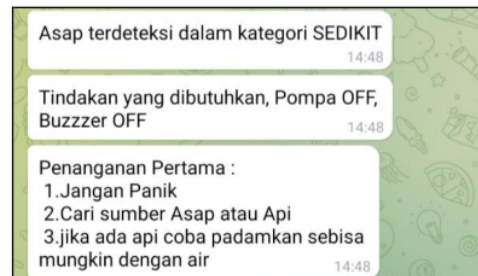 Asap terdeteksi dalam kategori SEDIKIT
14:48
Tindakan yang dibutuhkan, Pompa OFF,
Buzzzer OFF
14:48
Penanganan Pertama :
1.Jangan Panik
2.Cari sumber Asap atau Api
3.jika ada api coba padamkan sebisa
mungkin dengan air
14:48